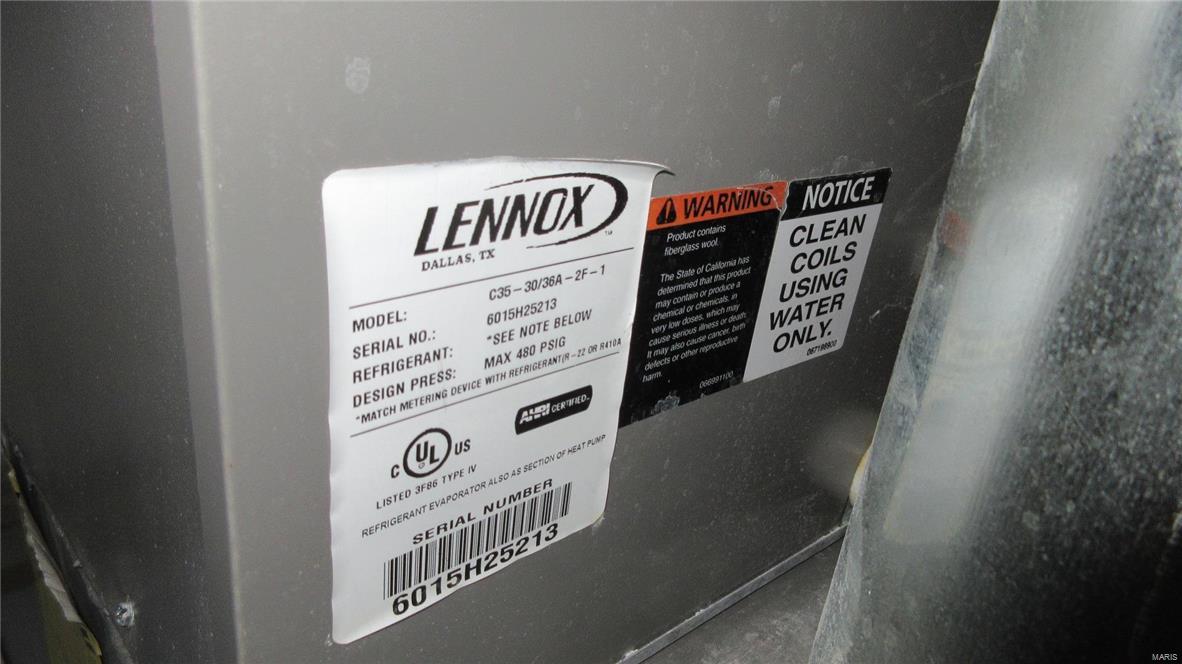 LENNOX
™
DALLAS, TX
MODEL: C35-30/36A-2F-1
SERIAL NO.: 6015H25213
REFRIGERANT: *SEE NOTE BELOW
DESIGN PRESS: MAX 480 PSIG
*MATCH METERING DEVICE WITH REFRIGERANT(R-22 OR R410A
C UL US
LISTED 3F86 TYPE IV
AHRI CERTIFIED™
REFRIGERANT EVAPORATOR ALSO AS SECTION OF HEAT PUMP
SERIAL NUMBER
6015H25213
WARNING
Product contains
fiberglass wool.
The State of California has
determined that this product
may contain or produce a
chemical or chemicals, in
very low doses, which may
cause serious illness or death.
It may also cause cancer, birth
defects or other reproductive
harm.
066991100
NOTICE
CLEAN
COILS
USING
WATER
ONLY.
MARIS